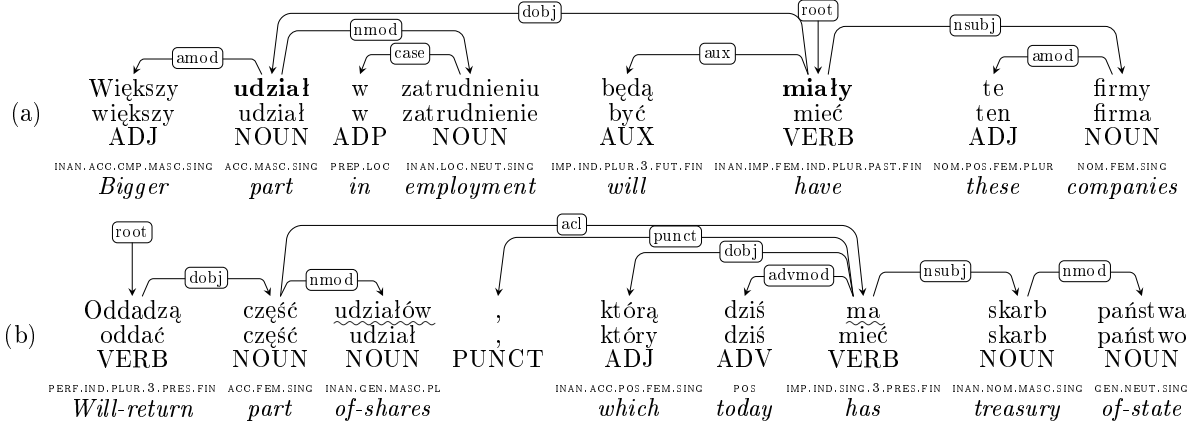 dobj root
nmod nsubj
amod case aux amod
(a) Większy udział w zatrudnieniu będą miały te firmy
większy udział w zatrudnienie być mieć ten firma
ADJ NOUN ADP NOUN AUX VERB ADJ NOUN
INAN.ACC.CMP.MASC.SING ACC.MASC.SING PREP.LOC INAN.LOC.NEUT.SING IMP.IND.PLUR.3.FUT.FIN INAN.IMP.FEM.IND.PLUR.PAST.FIN NOM.POS.FEM.PLUR NOM.FEM.SING
Bigger part in employment will have these companies
acl
root punct
dobj
dobj nmod advmod nsubj nmod
(b) Oddadzą część udziałów , którą dziś ma skarb państwa
oddać część udział , który dziś mieć skarb państwo
VERB NOUN NOUN PUNCT ADJ ADV VERB NOUN NOUN
PERF.IND.PLUR.3.PRES.FIN ACC.FEM.SING INAN.GEN.MASC.PL INAN.ACC.POS.FEM.SING POS IMP.IND.SING.3.PRES.FIN INAN.NOM.MASC.SING GEN.NEUT.SING
Will-return part of-shares which today has treasury of-state